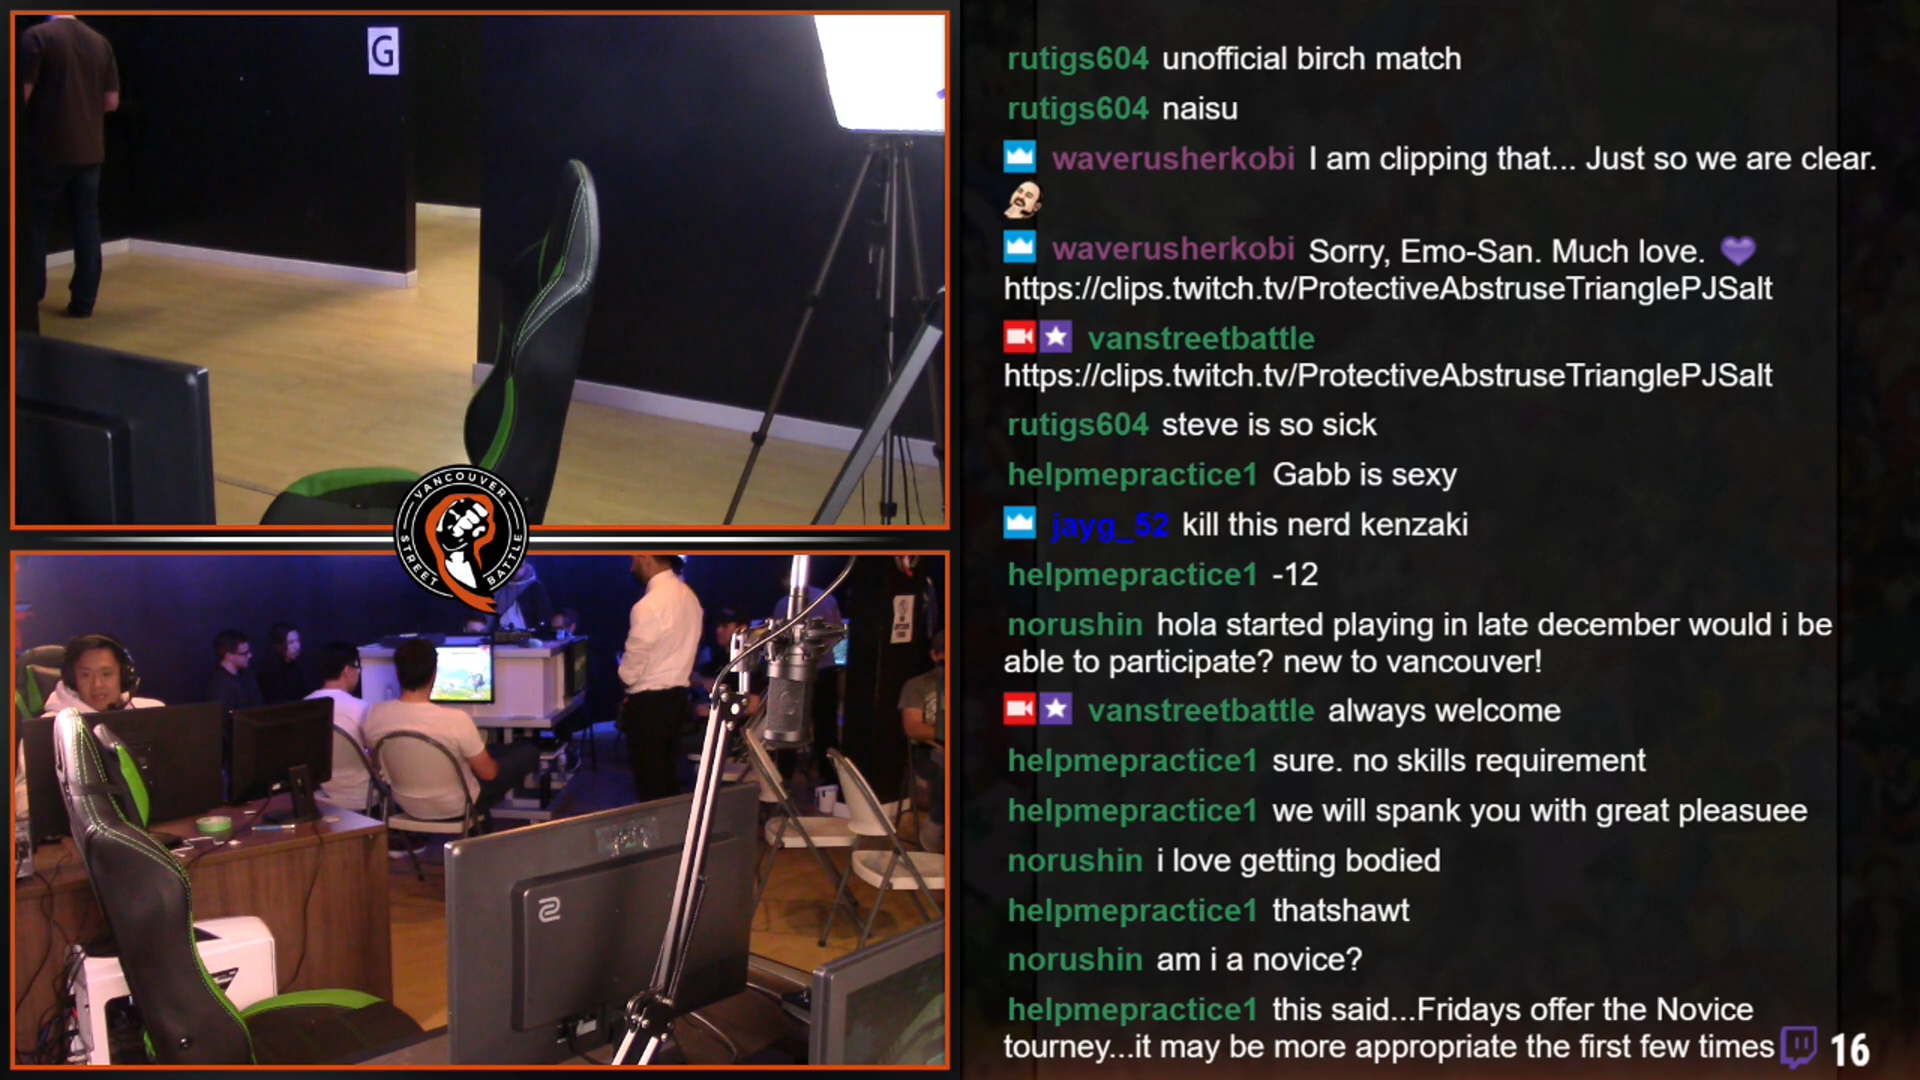 G
VANCOUVER
STREET BATTLE
rutigs604 unofficial birch match
rutigs604 naisu
waverusherkobi I am clipping that... Just so we are clear.
waverusherkobi Sorry, Emo-San. Much love.
https://clips.twitch.tv/ProtectiveAbstruseTrianglePJSalt
vanstreetbattle
https://clips.twitch.tv/ProtectiveAbstruseTrianglePJSalt
rutigs604 steve is so sick
helpmepractice1 Gabb is sexy
jayg_52 kill this nerd kenzaki
helpmepractice1 -12
norushin hola started playing in late december would i be
able to participate? new to vancouver!
vanstreetbattle always welcome
helpmepractice1 sure. no skills requirement
helpmepractice1 we will spank you with great pleasuee
norushin i love getting bodied
helpmepractice1 thatshawt
norushin am i a novice?
helpmepractice1 this said...Fridays offer the Novice
tourney...it may be more appropriate the first few times
16